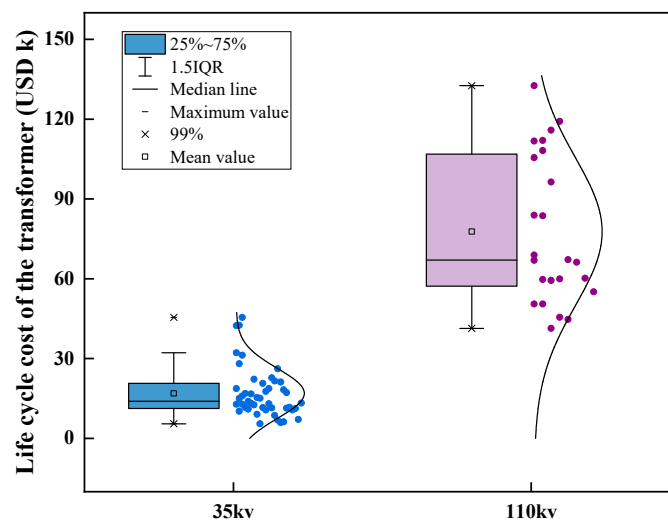 Life cycle cost of the transformer (USD k)
150
120
90
60
30
0
25%~75%
1.5IQR
Median line
Maximum value
99%
Mean value
35kv
110kv